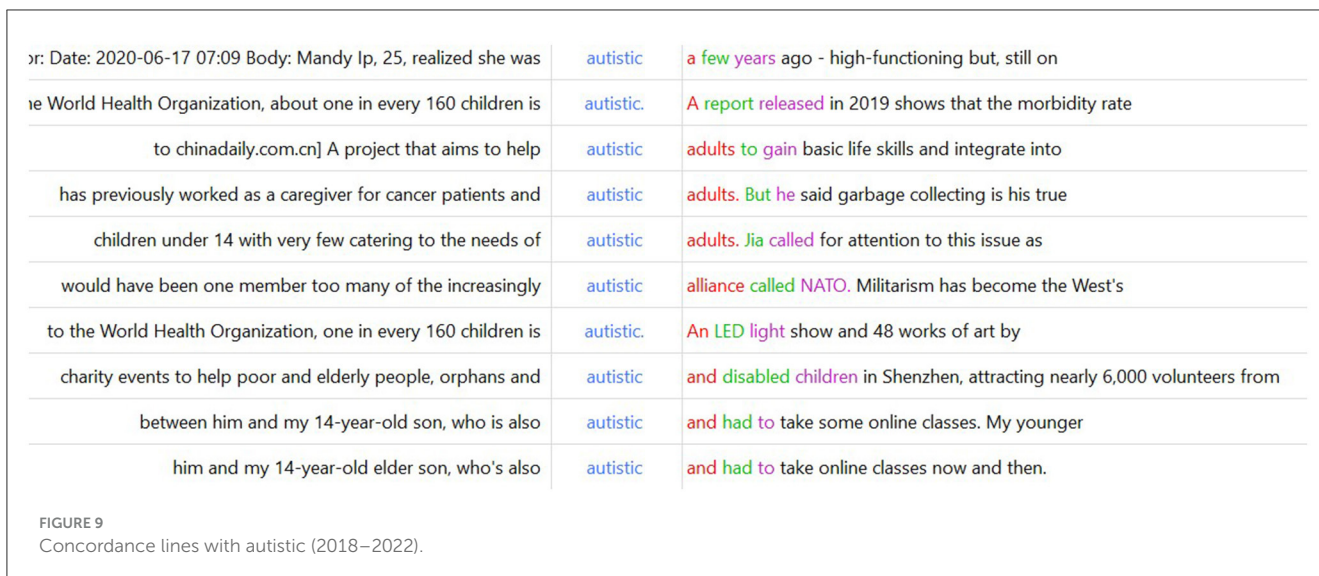 or: Date: 2020-06-17 07:09 Body: Mandy Ip, 25, realized she was autistic a few years ago - high-functioning but, still on
he World Health Organization, about one in every 160 children is autistic. A report released in 2019 shows that the morbidity rate
to chinadaily.com.cn] A project that aims to help autistic adults to gain basic life skills and integrate into
has previously worked as a caregiver for cancer patients and autistic adults. But he said garbage collecting is his true
children under 14 with very few catering to the needs of autistic adults. Jia called for attention to this issue as
would have been one member too many of the increasingly autistic alliance called NATO. Militarism has become the West's
to the World Health Organization, one in every 160 children is autistic. An LED light show and 48 works of art by
charity events to help poor and elderly people, orphans and autistic and disabled children in Shenzhen, attracting nearly 6,000 volunteers from
between him and my 14-year-old son, who is also autistic and had to take some online classes. My younger
him and my 14-year-old elder son, who's also autistic and had to take online classes now and then.
FIGURE 9
Concordance lines with autistic (2018–2022).